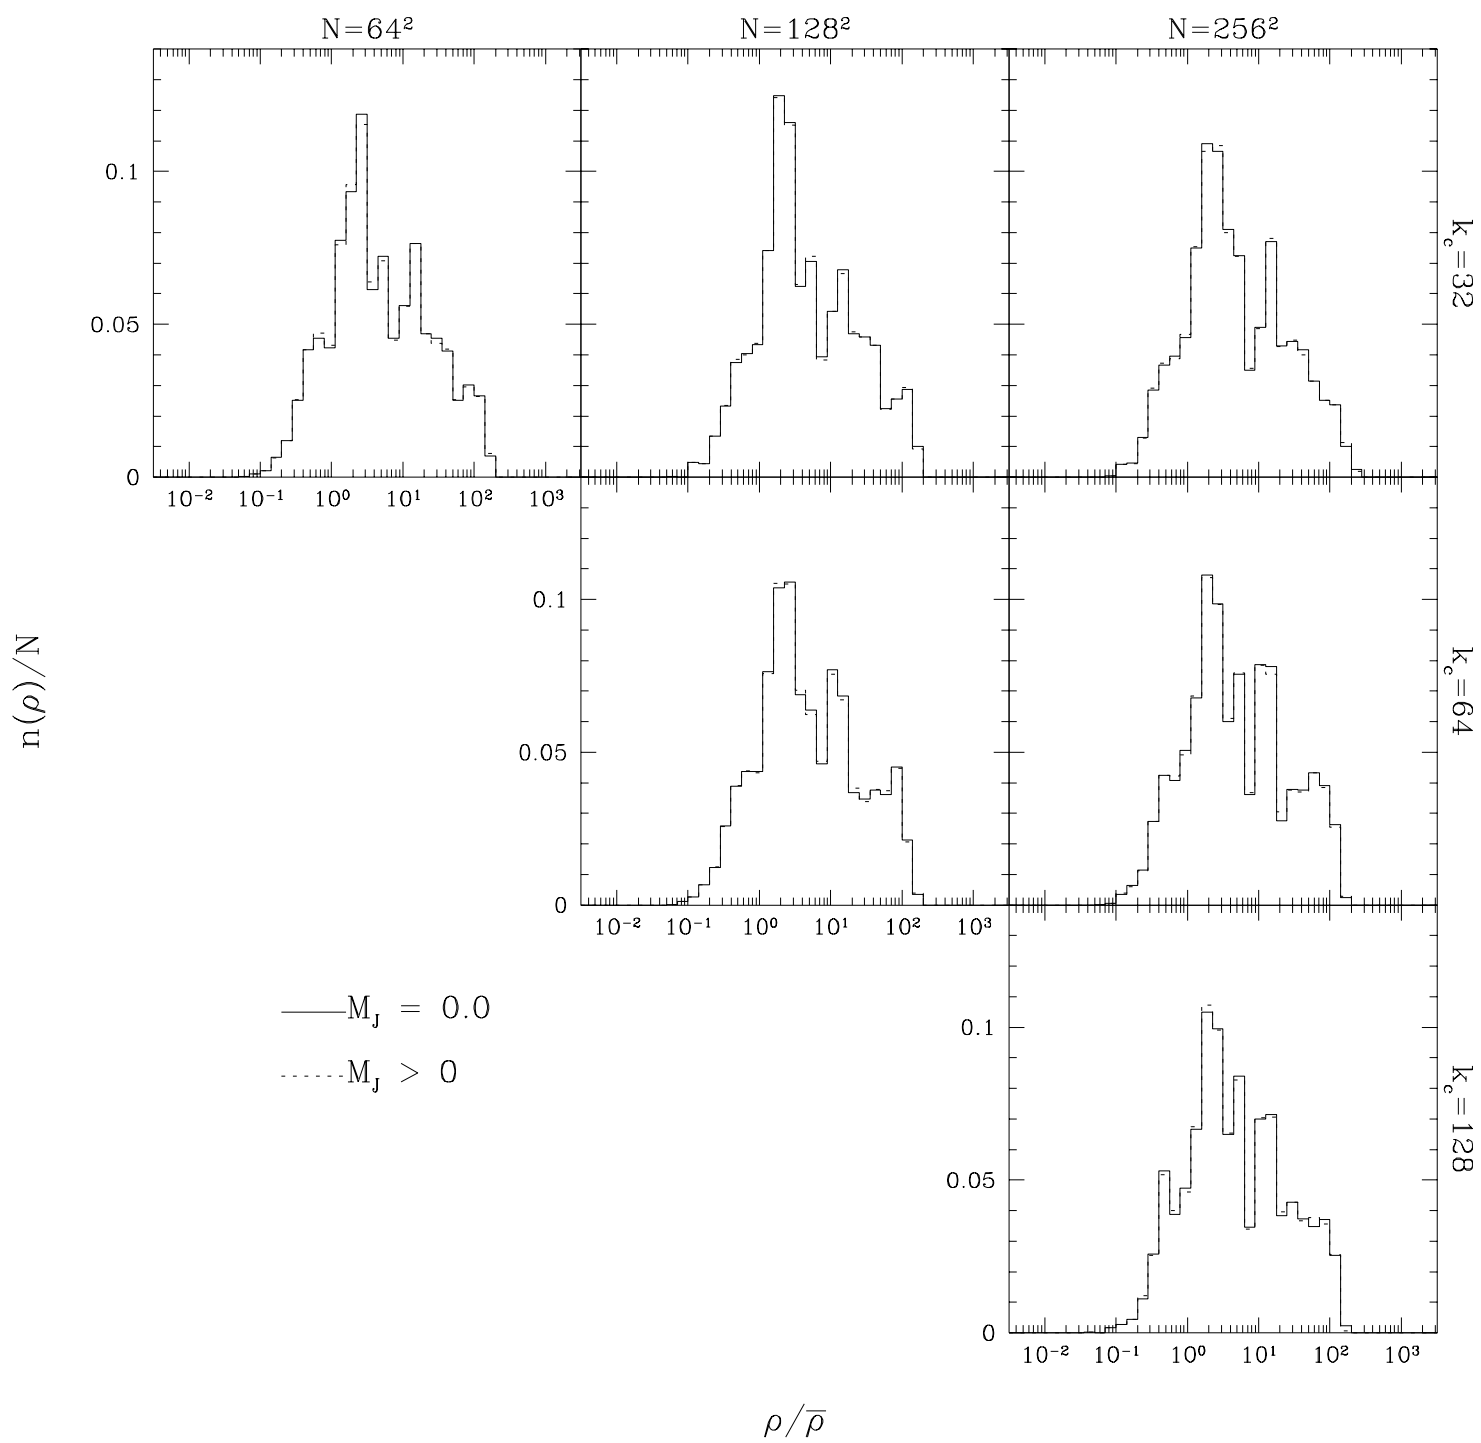 N=64² N=128² N=256²
0.1
0.05
0
10⁻² 10⁻¹ 10⁰ 10¹ 10² 10³
k_c=32
0.1
0.05
0
10⁻² 10⁻¹ 10⁰ 10¹ 10² 10³
k_c=64
0.1
0.05
0
10⁻² 10⁻¹ 10⁰ 10¹ 10² 10³
k_c=128
n(ρ)/N
M_J = 0.0
M_J > 0
ρ/ρ̅